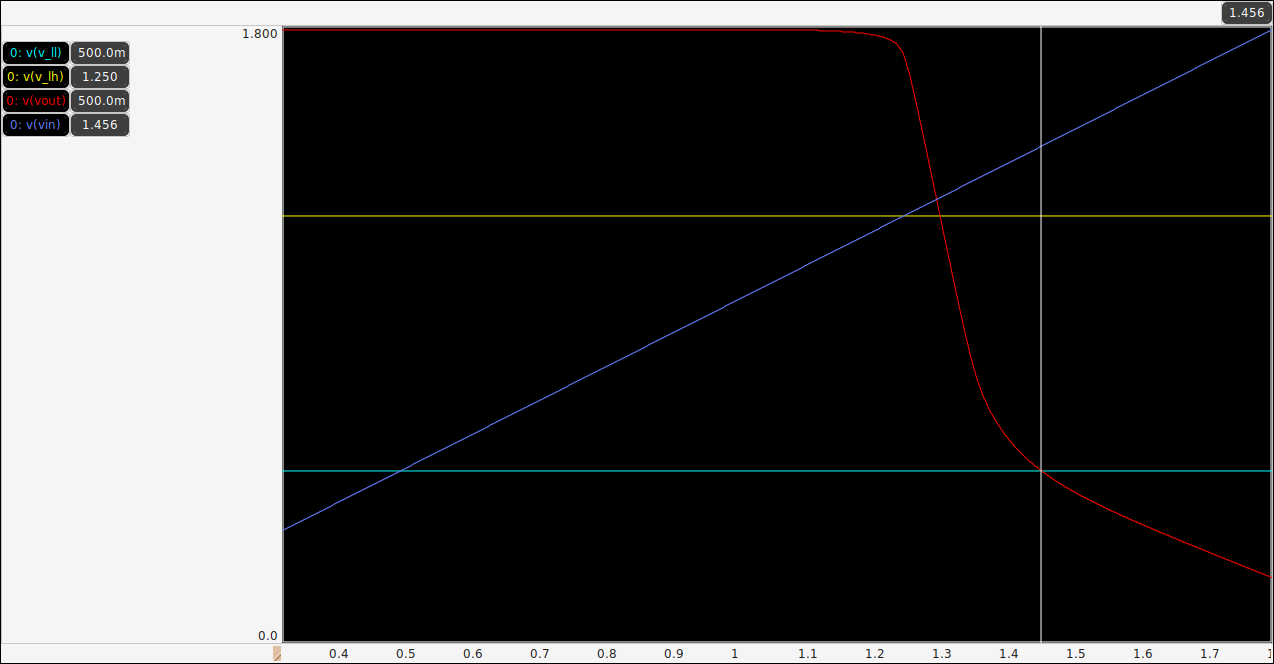 1.456
1.800
0: v(v_ll) 500.0m
0: v(v_lh) 1.250
0: v(vout) 500.0m
0: v(vin) 1.456
0.0
0.4 0.5 0.6 0.7 0.8 0.9 1 1.1 1.2 1.3 1.4 1.5 1.6 1.7